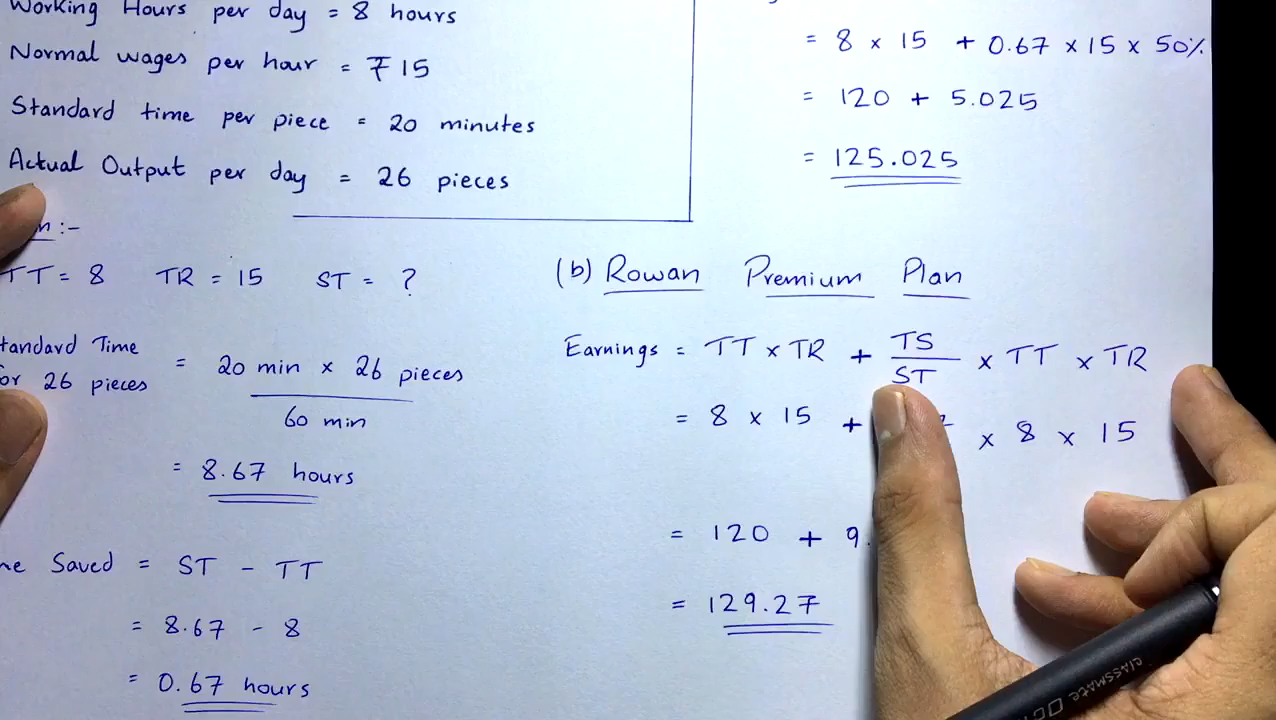 Working Hours per day = 8 hours
Normal wages per hour = ₹15
Standard time per piece = 20 minutes
Actual Output per day = 26 pieces
:-
TT = 8 TR = 15 ST = ?
Standard Time
for 26 pieces
= 20 min x 26 pieces
60 min
= 8.67 hours
Saved = ST - TT
= 8.67 - 8
= 0.67 hours
= 8 x 15 + 0.67 x 15 x 50%
= 120 + 5.025
= 125.025
(b) Rowan Premium Plan
Earnings = TT x TR + TS/ST x TT x TR
= 8 x 15 + x 8 x 15
= 120 + 9.
= 129.27
classmate